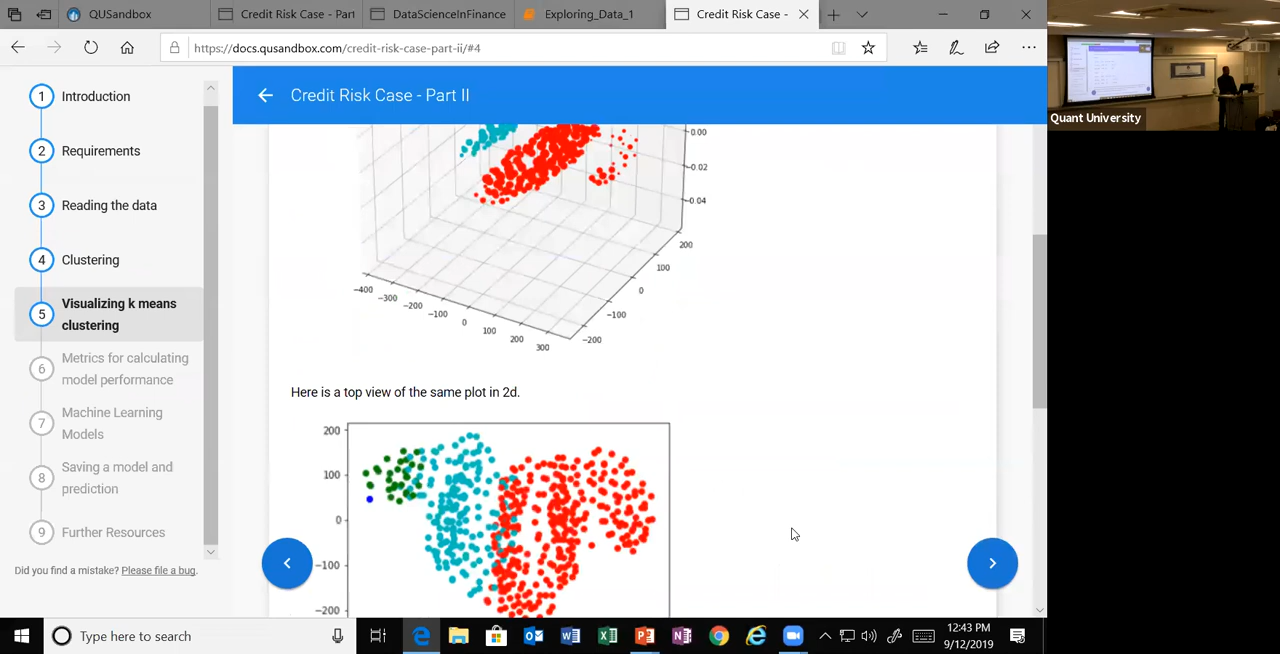 QUSandbox
Credit Risk Case - Part
DataScienceInFinance
Exploring_Data_1
Credit Risk Case -
https://docs.qusandbox.com/credit-risk-case-part-ii/#4
Quant University
1 Introduction
2 Requirements
3 Reading the data
4 Clustering
5 Visualizing k means
clustering
6 Metrics for calculating
model performance
7 Machine Learning
Models
8 Saving a model and
prediction
9 Further Resources
Did you find a mistake? Please file a bug.
Credit Risk Case - Part II
0.00
-0.02
-0.04
200
100
0
-100
-200
-400
-300
-200
-100
0
100
200
300
Here is a top view of the same plot in 2d.
200
100
0
-100
-200
Type here to search
12:43 PM
9/12/2019